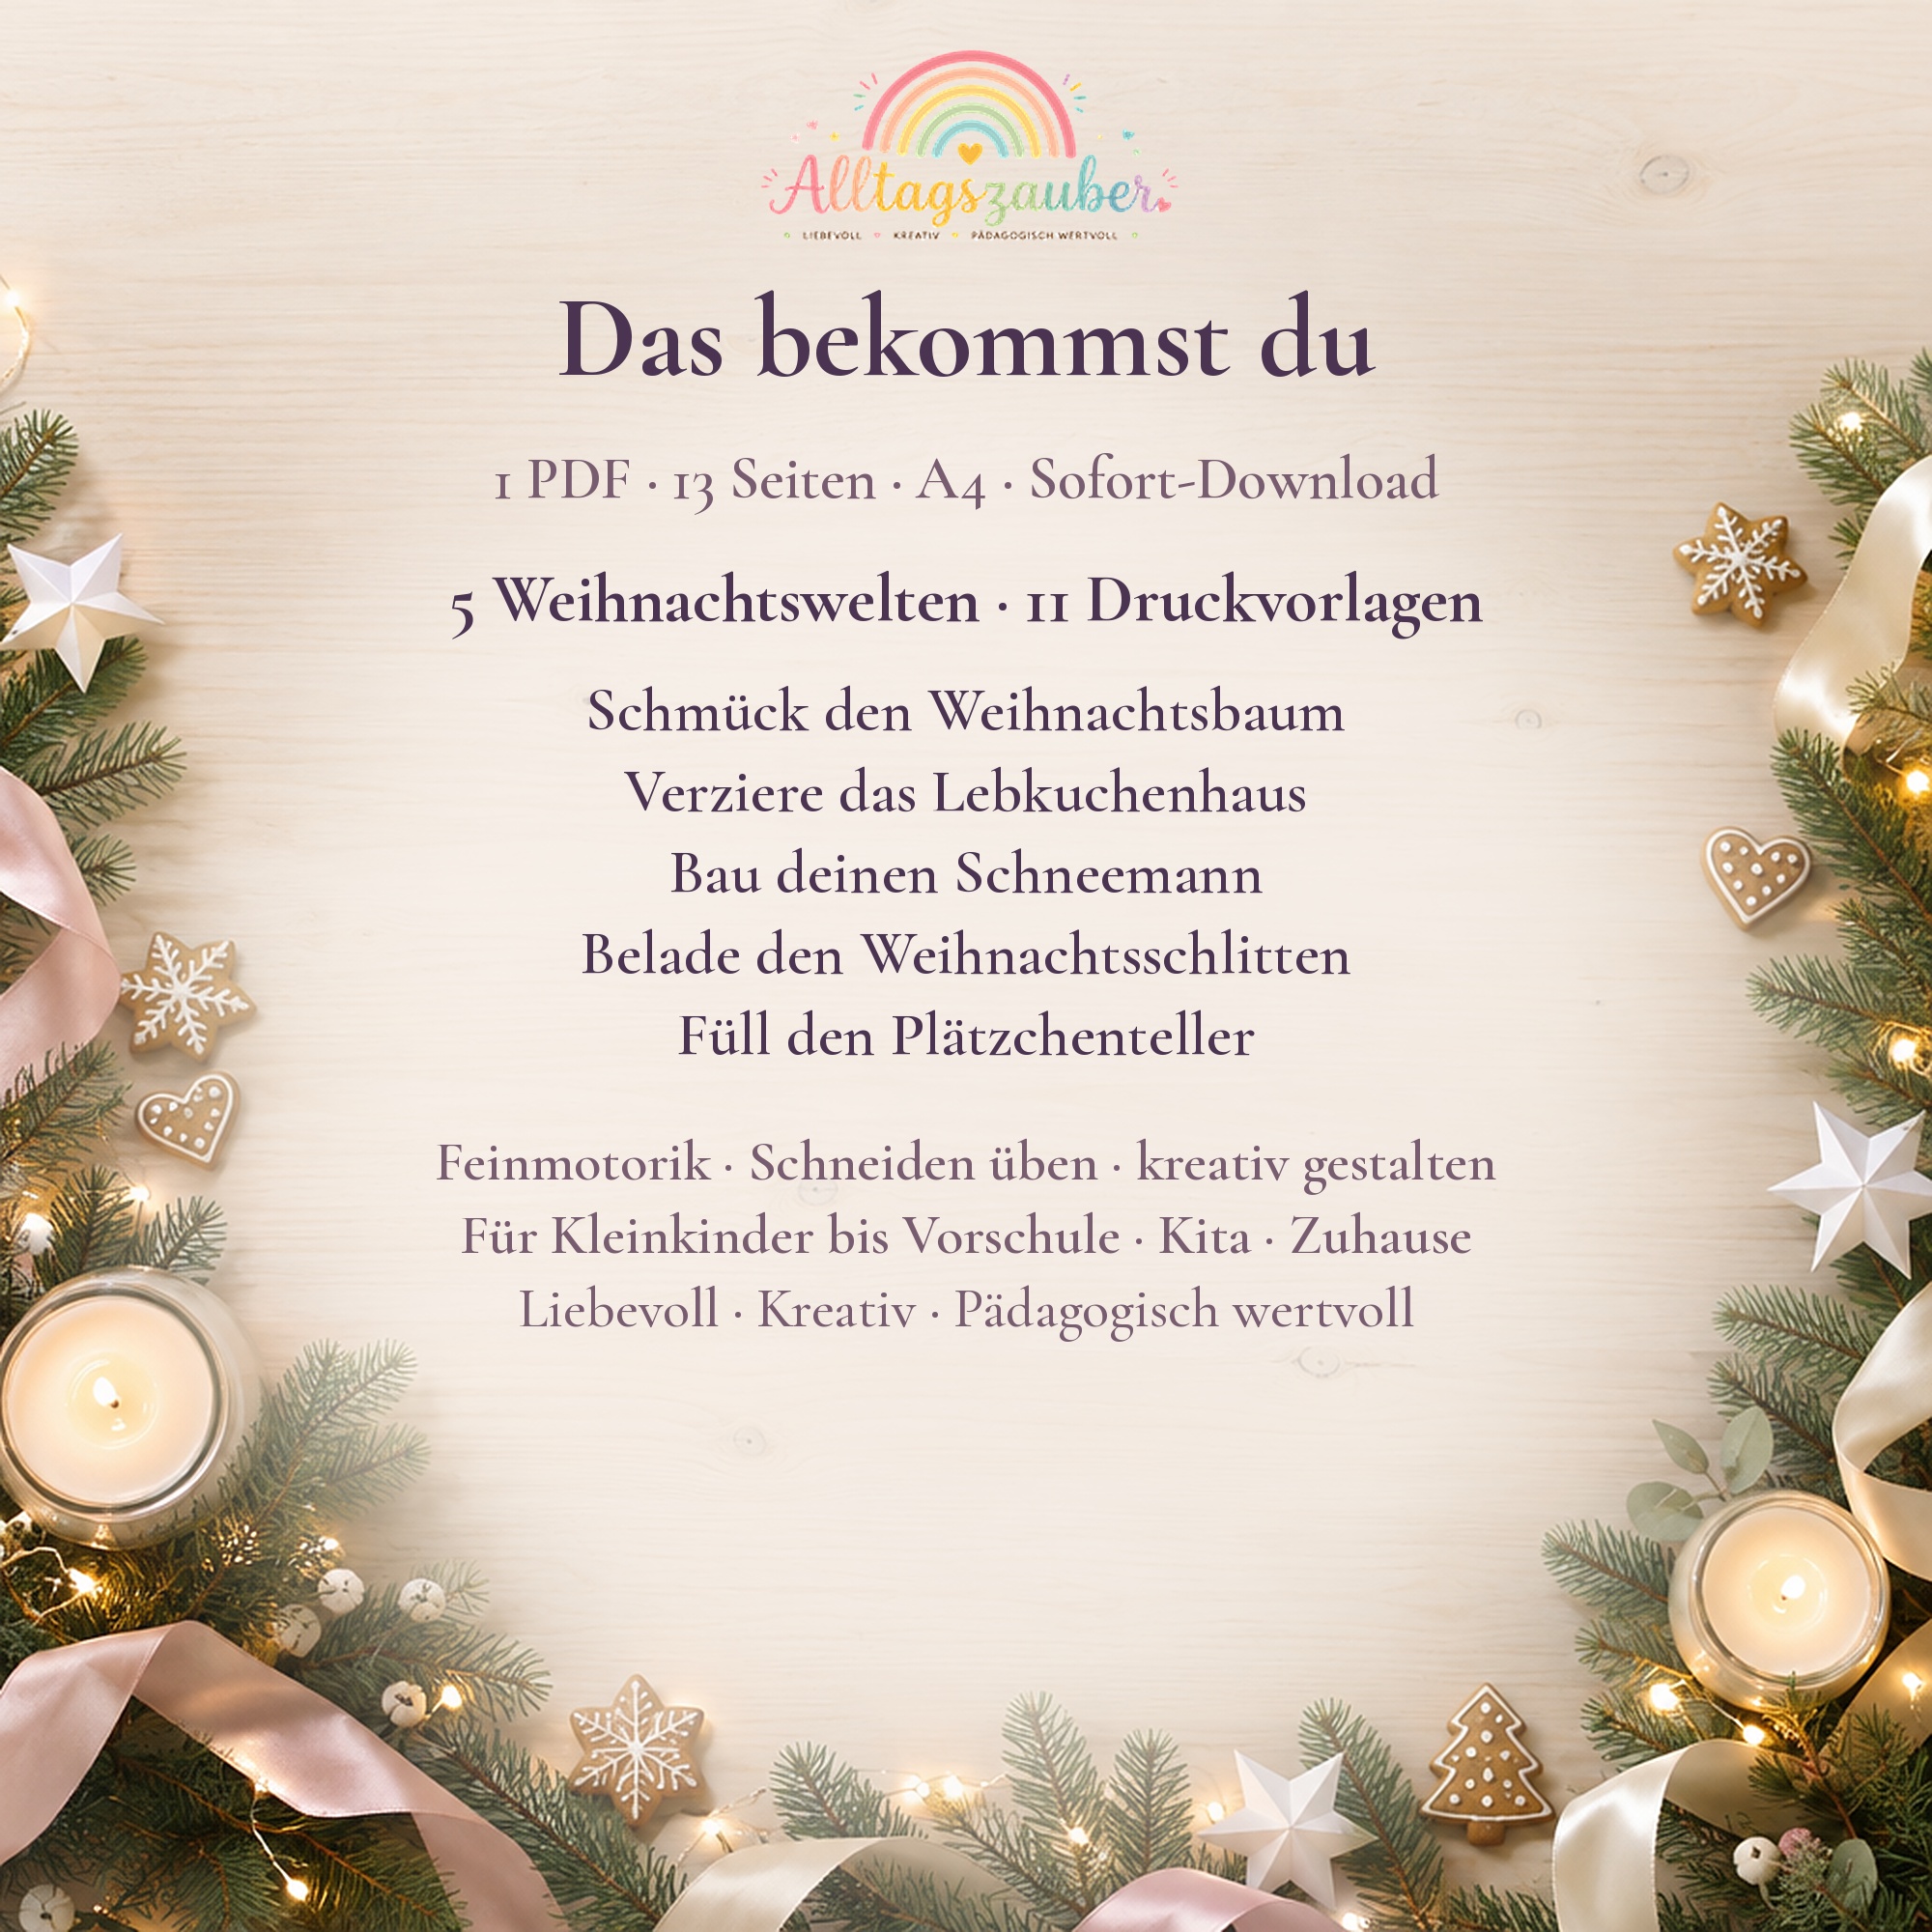 Alltagszauber
LIEBEVOLL KREATIV PÄDAGOGISCH WERTVOLL
Das bekommst du
1 PDF · 13 Seiten · A4 · Sofort-Download
5 Weihnachtswelten · 11 Druckvorlagen
Schmück den Weihnachtsbaum
Verziere das Lebkuchenhaus
Bau deinen Schneemann
Belade den Weihnachtsschlitten
Füll den Plätzchenteller
Feinmotorik · Schneiden üben · kreativ gestalten
Für Kleinkinder bis Vorschule · Kita · Zuhause
Liebevoll · Kreativ · Pädagogisch wertvoll